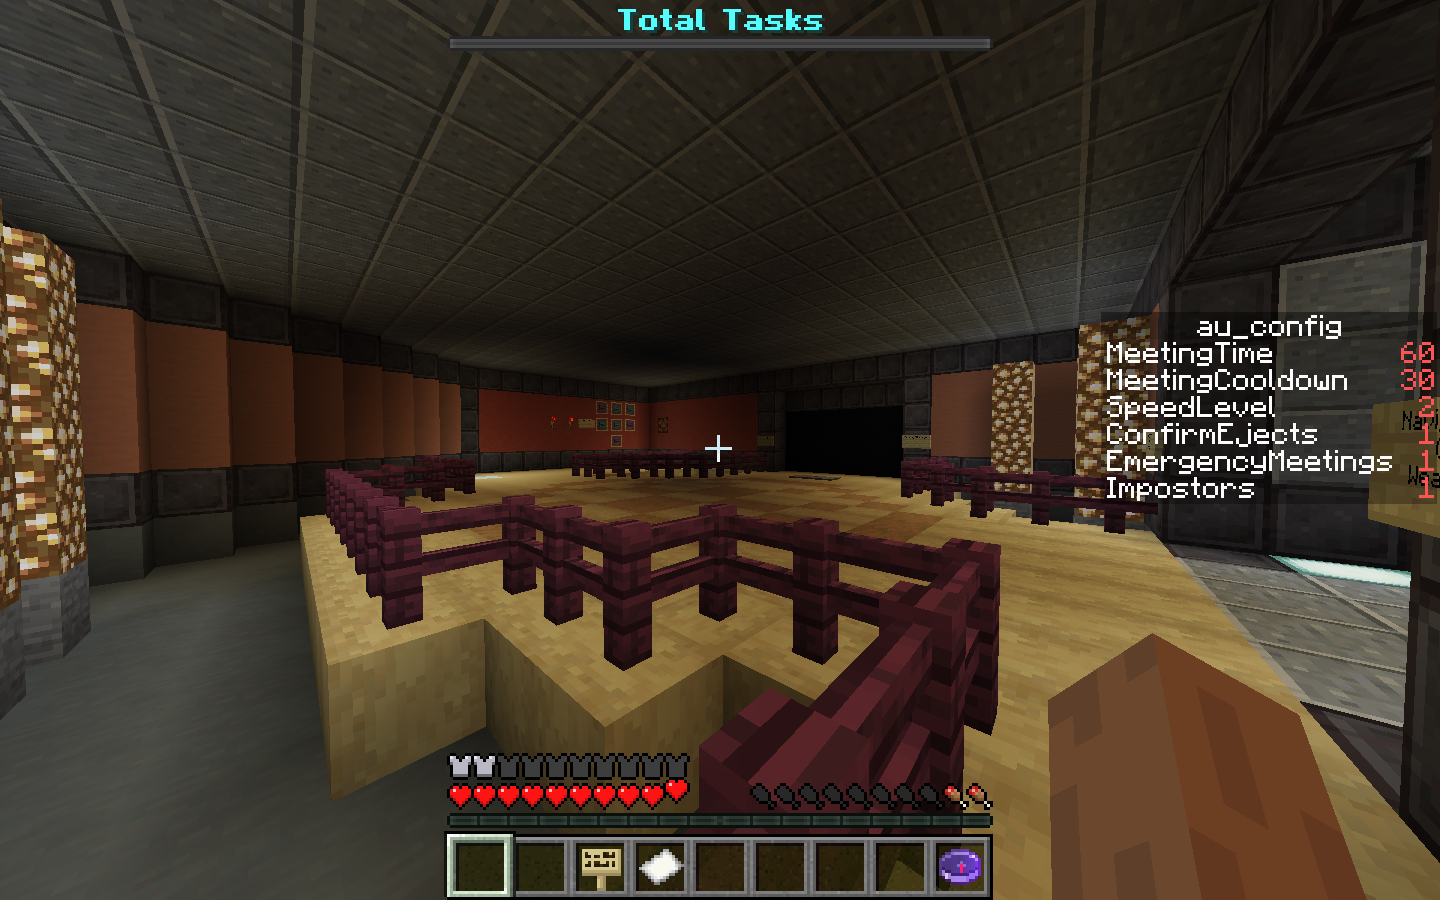 Total Tasks
au_config
MeetingTime 60
MeetingCooldown 30
SpeedLevel 2
ConfirmEjects 1
EmergencyMeetings 1
Impostors 1